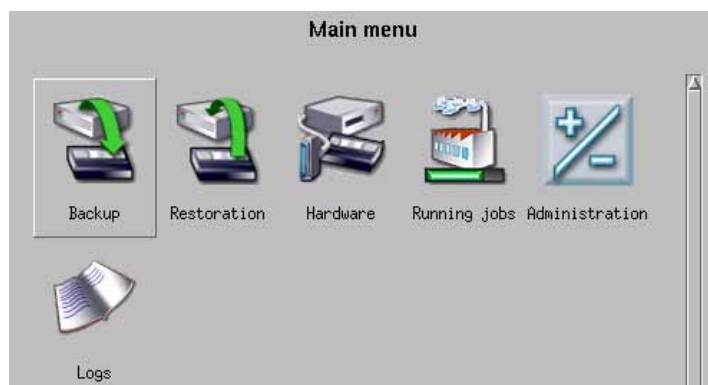 Main menu
Backup
Restoration
Hardware
Running jobs
Administration
Logs